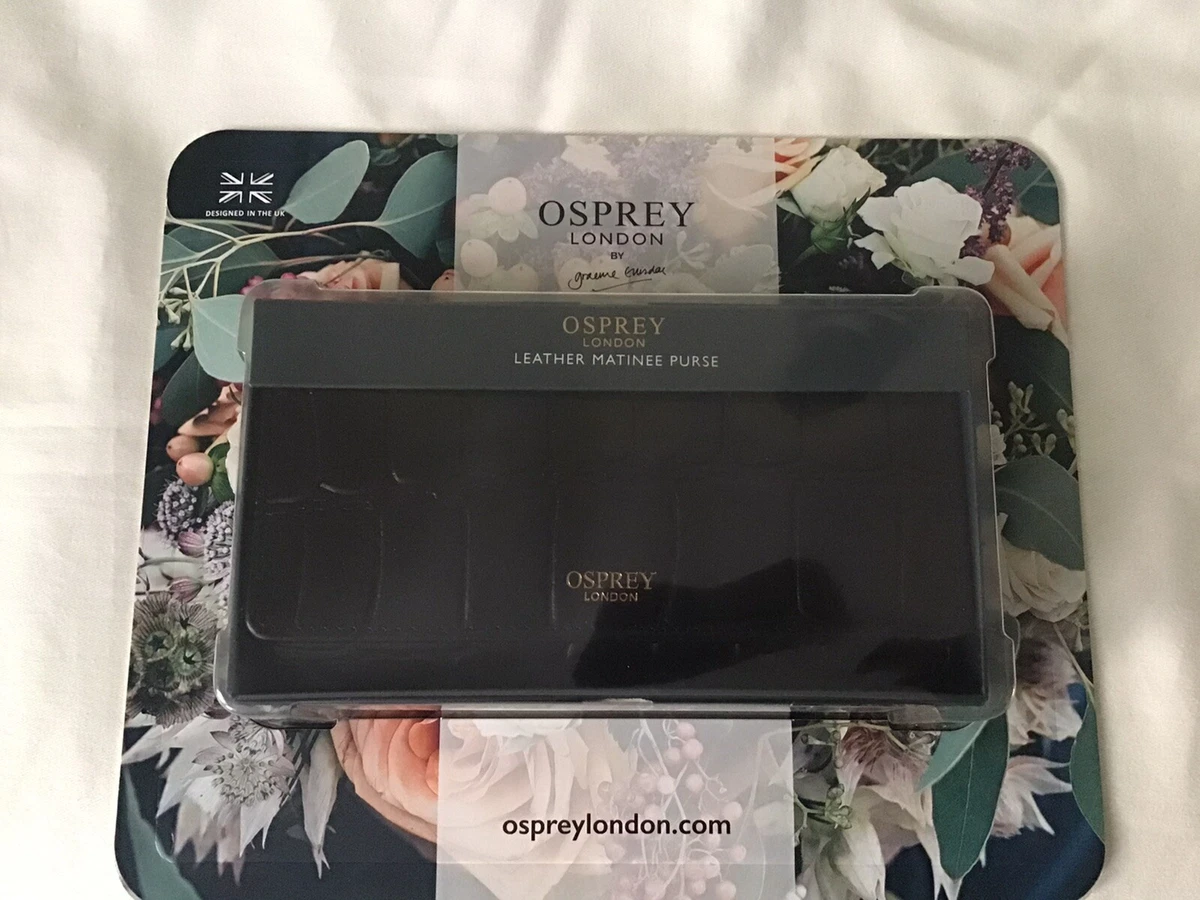 DESIGNED IN THE UK
OSPREY
LONDON
BY
OSPREY
LONDON
LEATHER MATINEE PURSE
OSPREY
LONDON
ospreylondon.com